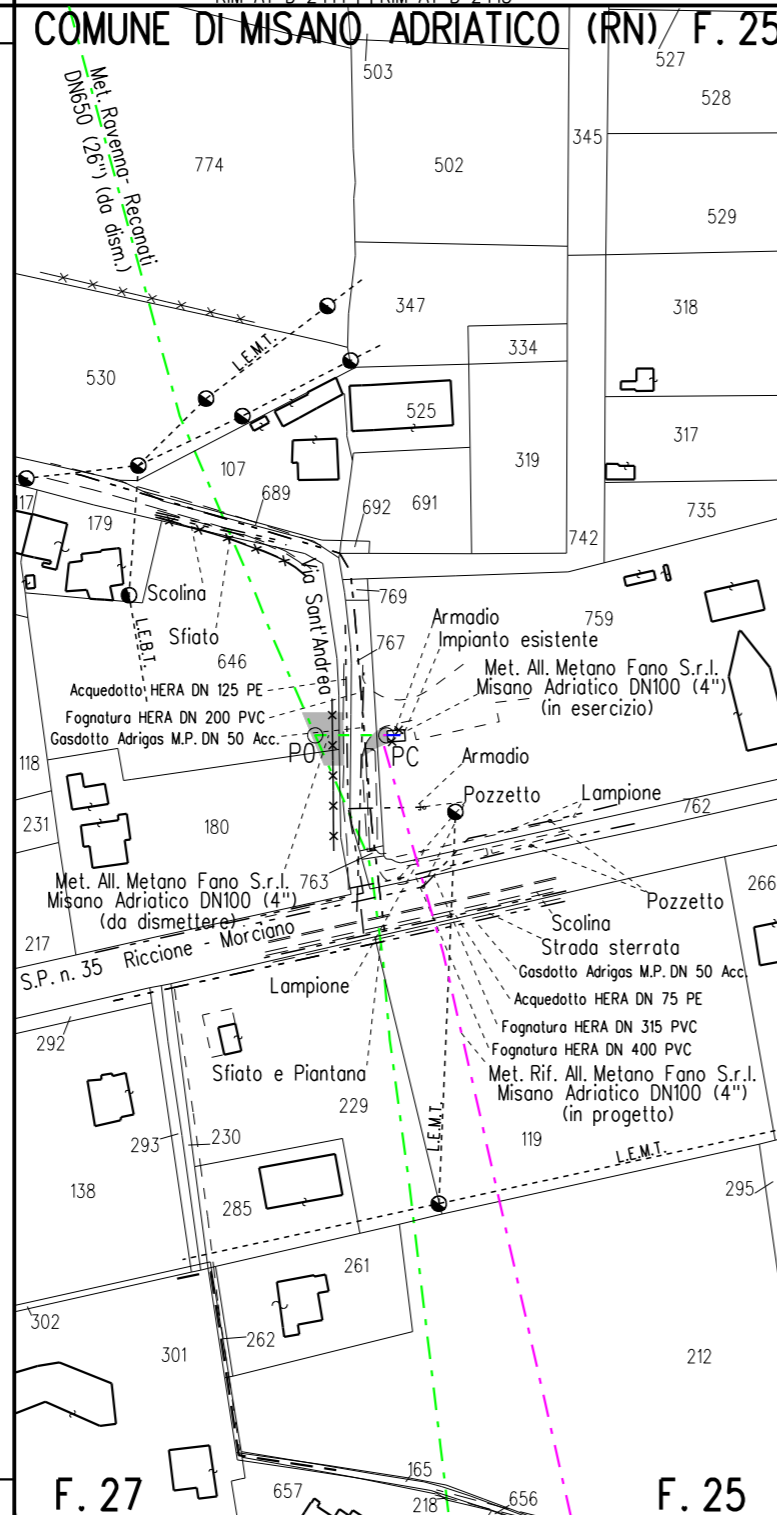 COMUNE DI MISANO ADRIATICO (RN) F. 25
503
527
528
Met. Ravenna- Recanati
DN650 (26") (da dism.)
345
774
502
529
347
318
L.E.M.T.
334
530
525
317
107
319
689
692
691
735
117
179
742
Scolina
769
Armadio
759
Sfiato
Via Sant'Andrea
767
Impianto esistente
L.E.B.T.
646
Met. All. Metano Fano S.r.l.
Misano Adriatico DN100 (4")
(in esercizio)
Acquedotto HERA DN 125 PE
Fognatura HERA DN 200 PVC
Gasdotto Adrigas M.P. DN 50 Acc.
PO
PC
118
Armadio
Pozzetto
Lampione
231
180
762
Met. All. Metano Fano S.r.l.
Misano Adriatico DN100 (4")
(da dismettere)
763
Pozzetto
266
217
S.P. n. 35 Riccione - Morciano
Scolina
Strada sterrata
Gasdotto Adrigas M.P. DN 50 Acc.
Lampione
Acquedotto HERA DN 75 PE
Fognatura HERA DN 315 PVC
292
Fognatura HERA DN 400 PVC
Sfiato e Piantana
Met. Rif. All. Metano Fano S.r.l.
Misano Adriatico DN100 (4")
(in progetto)
229
293
230
L.E.M.T.
119
L.E.M.T.
138
285
295
261
302
301
262
212
165
F. 27
657
218
656
F. 25